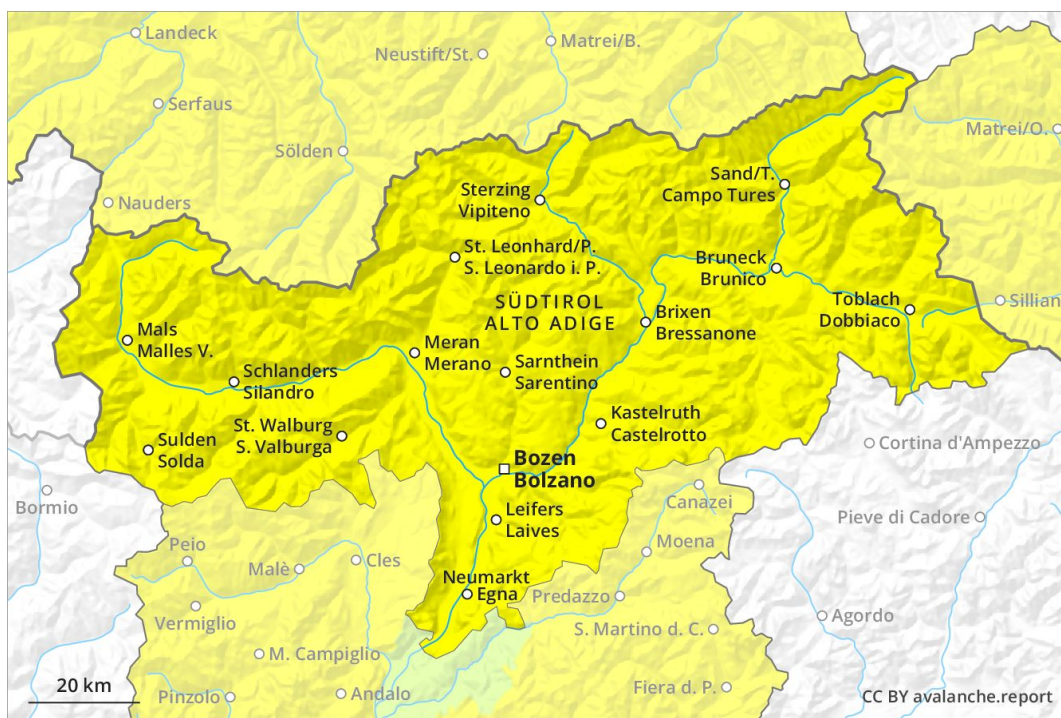 Landeck
Neustift/St.
Matrei/B.
Serfaus
Sölden
Matrei/O.
Nauders
Sterzing
Vipiteno
Sand/T.
Campo Tures
St. Leonhard/P.
S. Leonardo i. P.
Bruneck
Brunico
SÜDTIROL
ALTO ADIGE
Toblach
Dobbiaco
Sillian
Mals
Malles V.
Meran
Merano
Brixen
Bressanone
Schlanders
Silandro
Sarnthein
Sarentino
Sulden
Solda
St. Walburg
S. Valburga
Kastelruth
Castelrotto
Cortina d'Ampezzo
Bozen
Bolzano
Bormio
Leifers
Laives
Canazei
Pieve di Cadore
Peio
Malè
Cles
Moena
Neumarkt
Egna
Predazzo
Vermiglio
Agordo
S. Martino d. C.
M. Campiglio
20 km
Pinzolo
Andalo
Fiera d. P.
CC BY avalanche.report